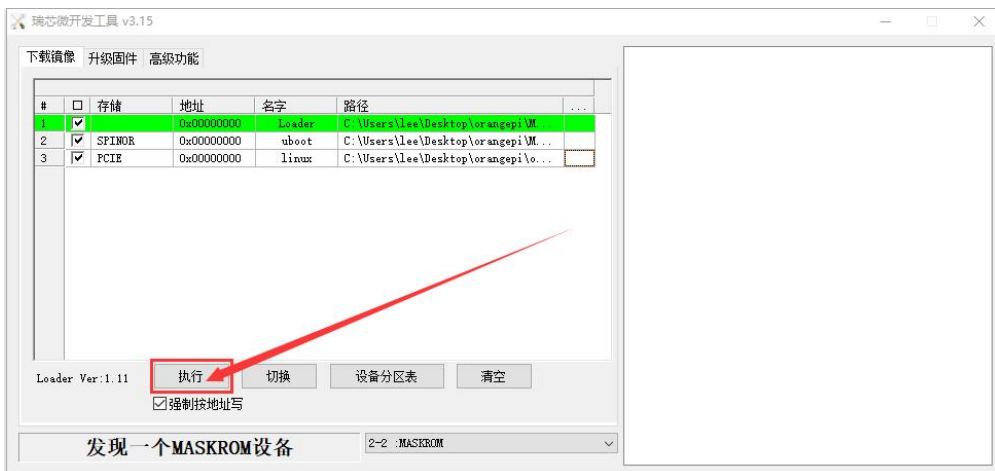 瑞芯微开发工具 v3.15
下载镜像 升级固件 高级功能
# 存储 地址 名字 路径 ...
1 0x00000000 Loader C:\Users\lee\Desktop\orangepi\M...
2 SPINOR 0x00000000 uboot C:\Users\lee\Desktop\orangepi\M...
3 PCIE 0x00000000 linux C:\Users\lee\Desktop\orangepi\o...
Loader Ver:1.11 执行 切换 设备分区表 清空
强制按地址写
发现一个MASKROM设备 2-2 :MASKROM